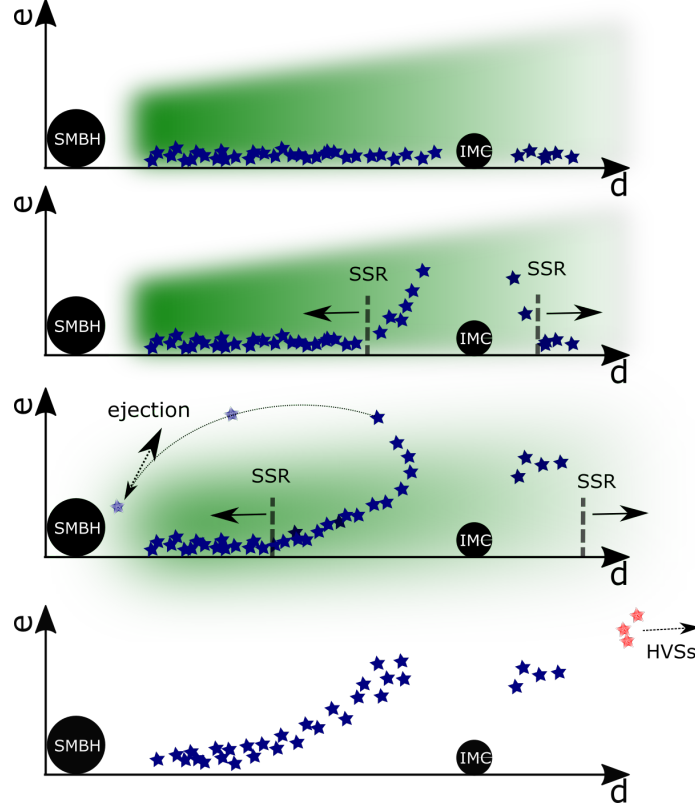 e
SMBH
IMC
d
e
SSR
SSR
SMBH
IMC
d
e
ejection
SSR
SSR
SMBH
IMC
d
e
HVSs
SMBH
IMC
d